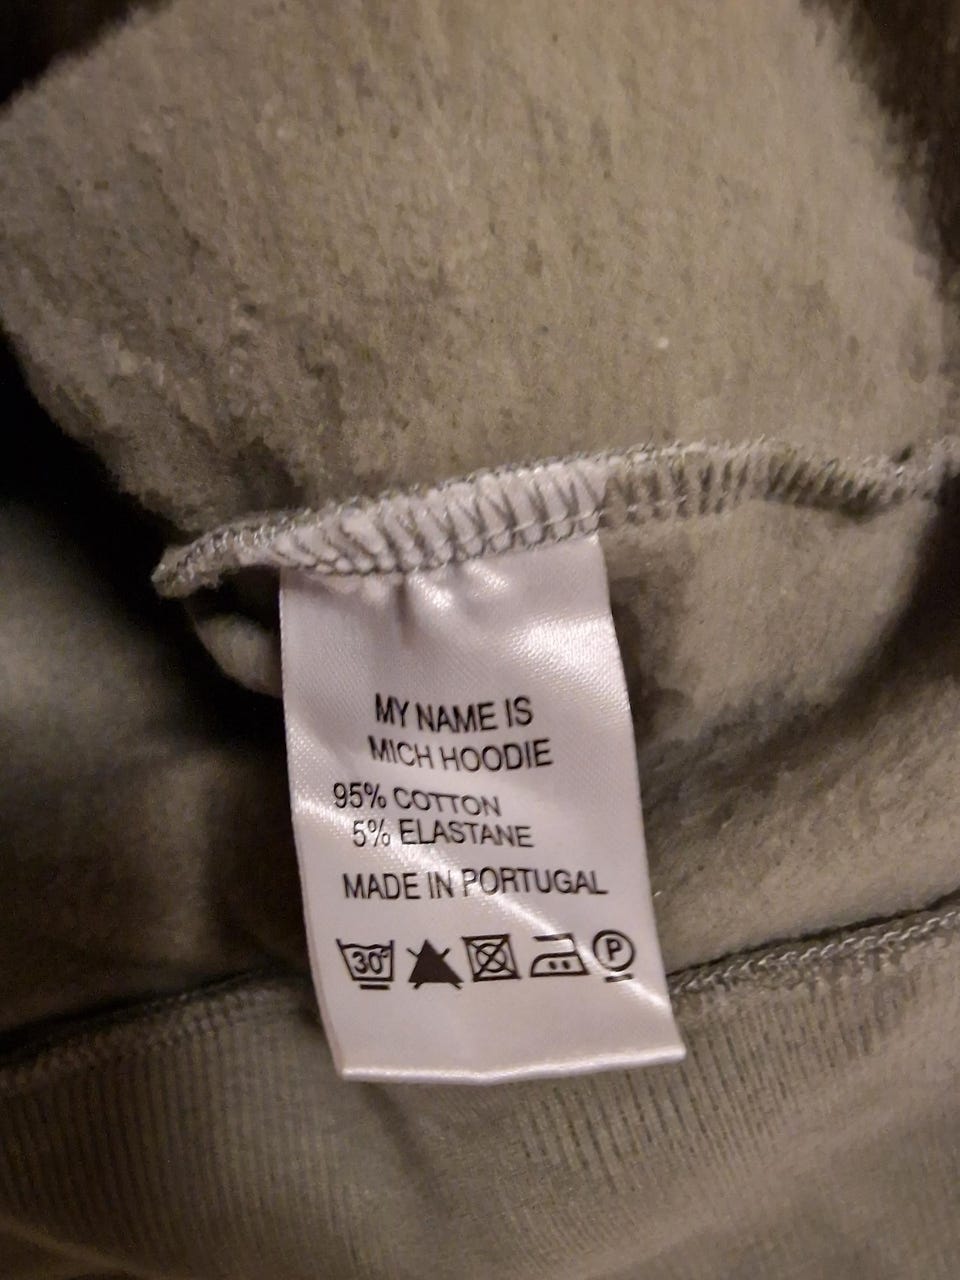 MY NAME IS
MICH HOODIE
95% COTTON
5% ELASTANE
MADE IN PORTUGAL
30° P